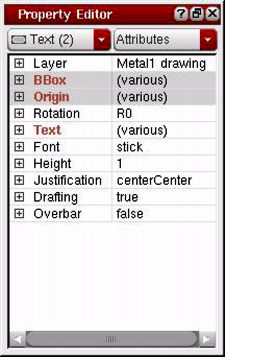 Property Editor
Text (2) Attributes
Layer Metal1 drawing
BBox (various)
Origin (various)
Rotation R0
Text (various)
Font stick
Height 1
Justification centerCenter
Drafting true
Overbar false